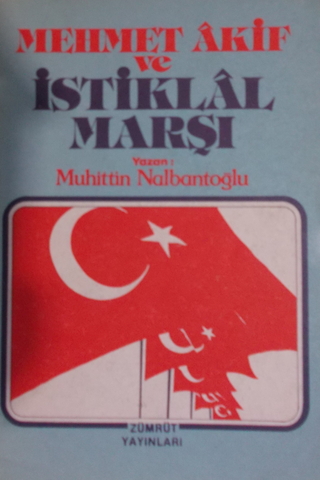 MEHMET ÂKİF
ve
İSTİKLÂL
MARŞI
Yazan :
Muhittin Nalbantoğlu
ZÜMRÜT
YAYINLARI